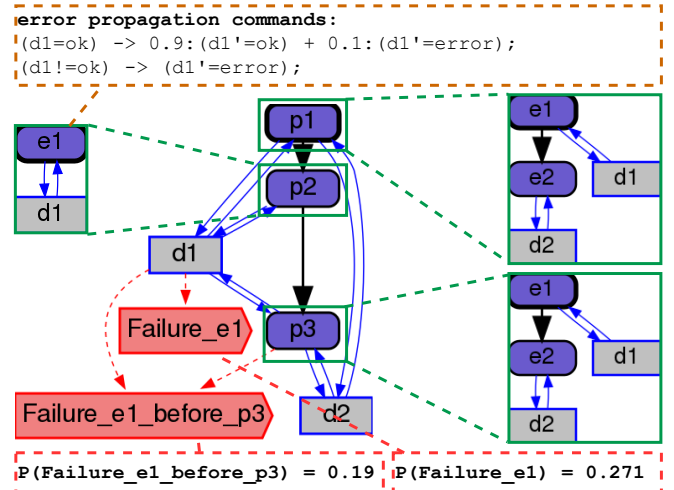 error propagation commands:
(d1=ok) -> 0.9:(d1'=ok) + 0.1:(d1'=error);
(d1!=ok) -> (d1'=error);
e1
d1
p1
p2
d1
p3
d2
Failure_e1
Failure_e1_before_p3
e1
e2
d1
d2
e1
e2
d1
d2
P(Failure_e1_before_p3) = 0.19
P(Failure_e1) = 0.271